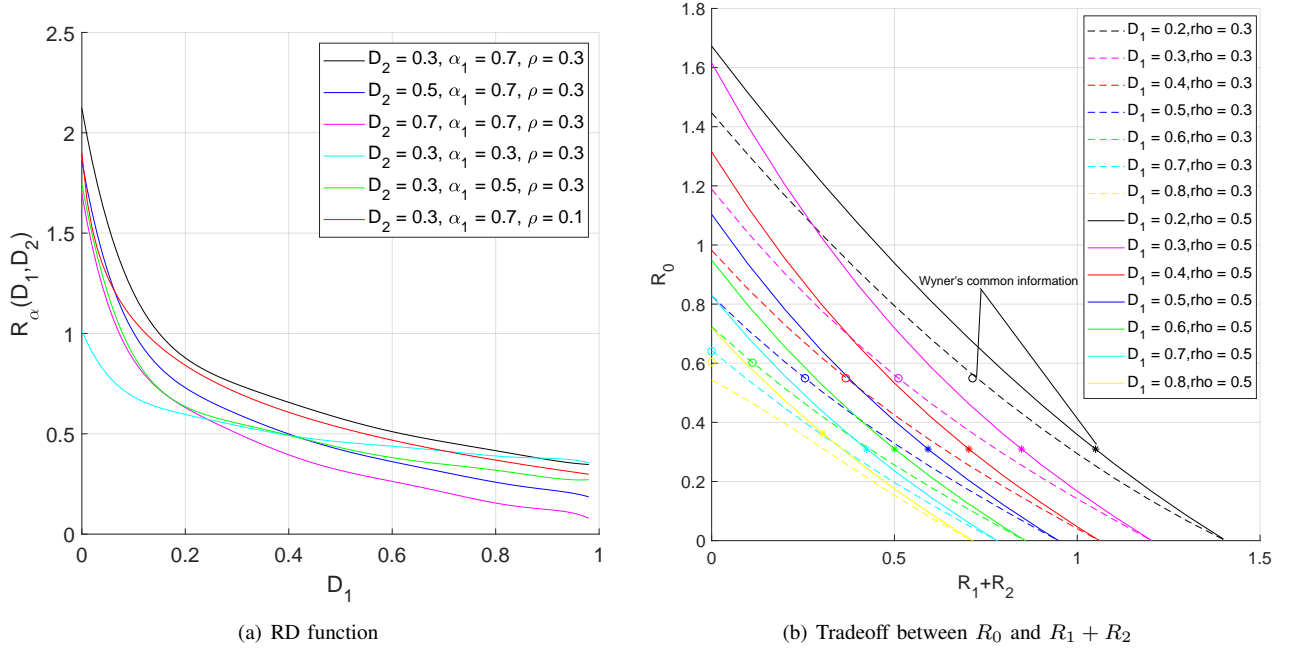 2.5
2
1.5
1
0.5
0
0
0.2
0.4
0.6
0.8
1
R_α(D_1, D_2)
D_1
D_2 = 0.3, α_1 = 0.7, ρ = 0.3
D_2 = 0.5, α_1 = 0.7, ρ = 0.3
D_2 = 0.7, α_1 = 0.7, ρ = 0.3
D_2 = 0.3, α_1 = 0.3, ρ = 0.3
D_2 = 0.3, α_1 = 0.5, ρ = 0.3
D_2 = 0.3, α_1 = 0.7, ρ = 0.1
(a) RD function
1.8
1.6
1.4
1.2
1
0.8
0.6
0.4
0.2
0
0
0.5
1
1.5
R_0
R_1+R_2
Wyner's common information
D_1 = 0.2,rho = 0.3
D_1 = 0.3,rho = 0.3
D_1 = 0.4,rho = 0.3
D_1 = 0.5,rho = 0.3
D_1 = 0.6,rho = 0.3
D_1 = 0.7,rho = 0.3
D_1 = 0.8,rho = 0.3
D_1 = 0.2,rho = 0.5
D_1 = 0.3,rho = 0.5
D_1 = 0.4,rho = 0.5
D_1 = 0.5,rho = 0.5
D_1 = 0.6,rho = 0.5
D_1 = 0.7,rho = 0.5
D_1 = 0.8,rho = 0.5
(b) Tradeoff between R_0 and R_1 + R_2